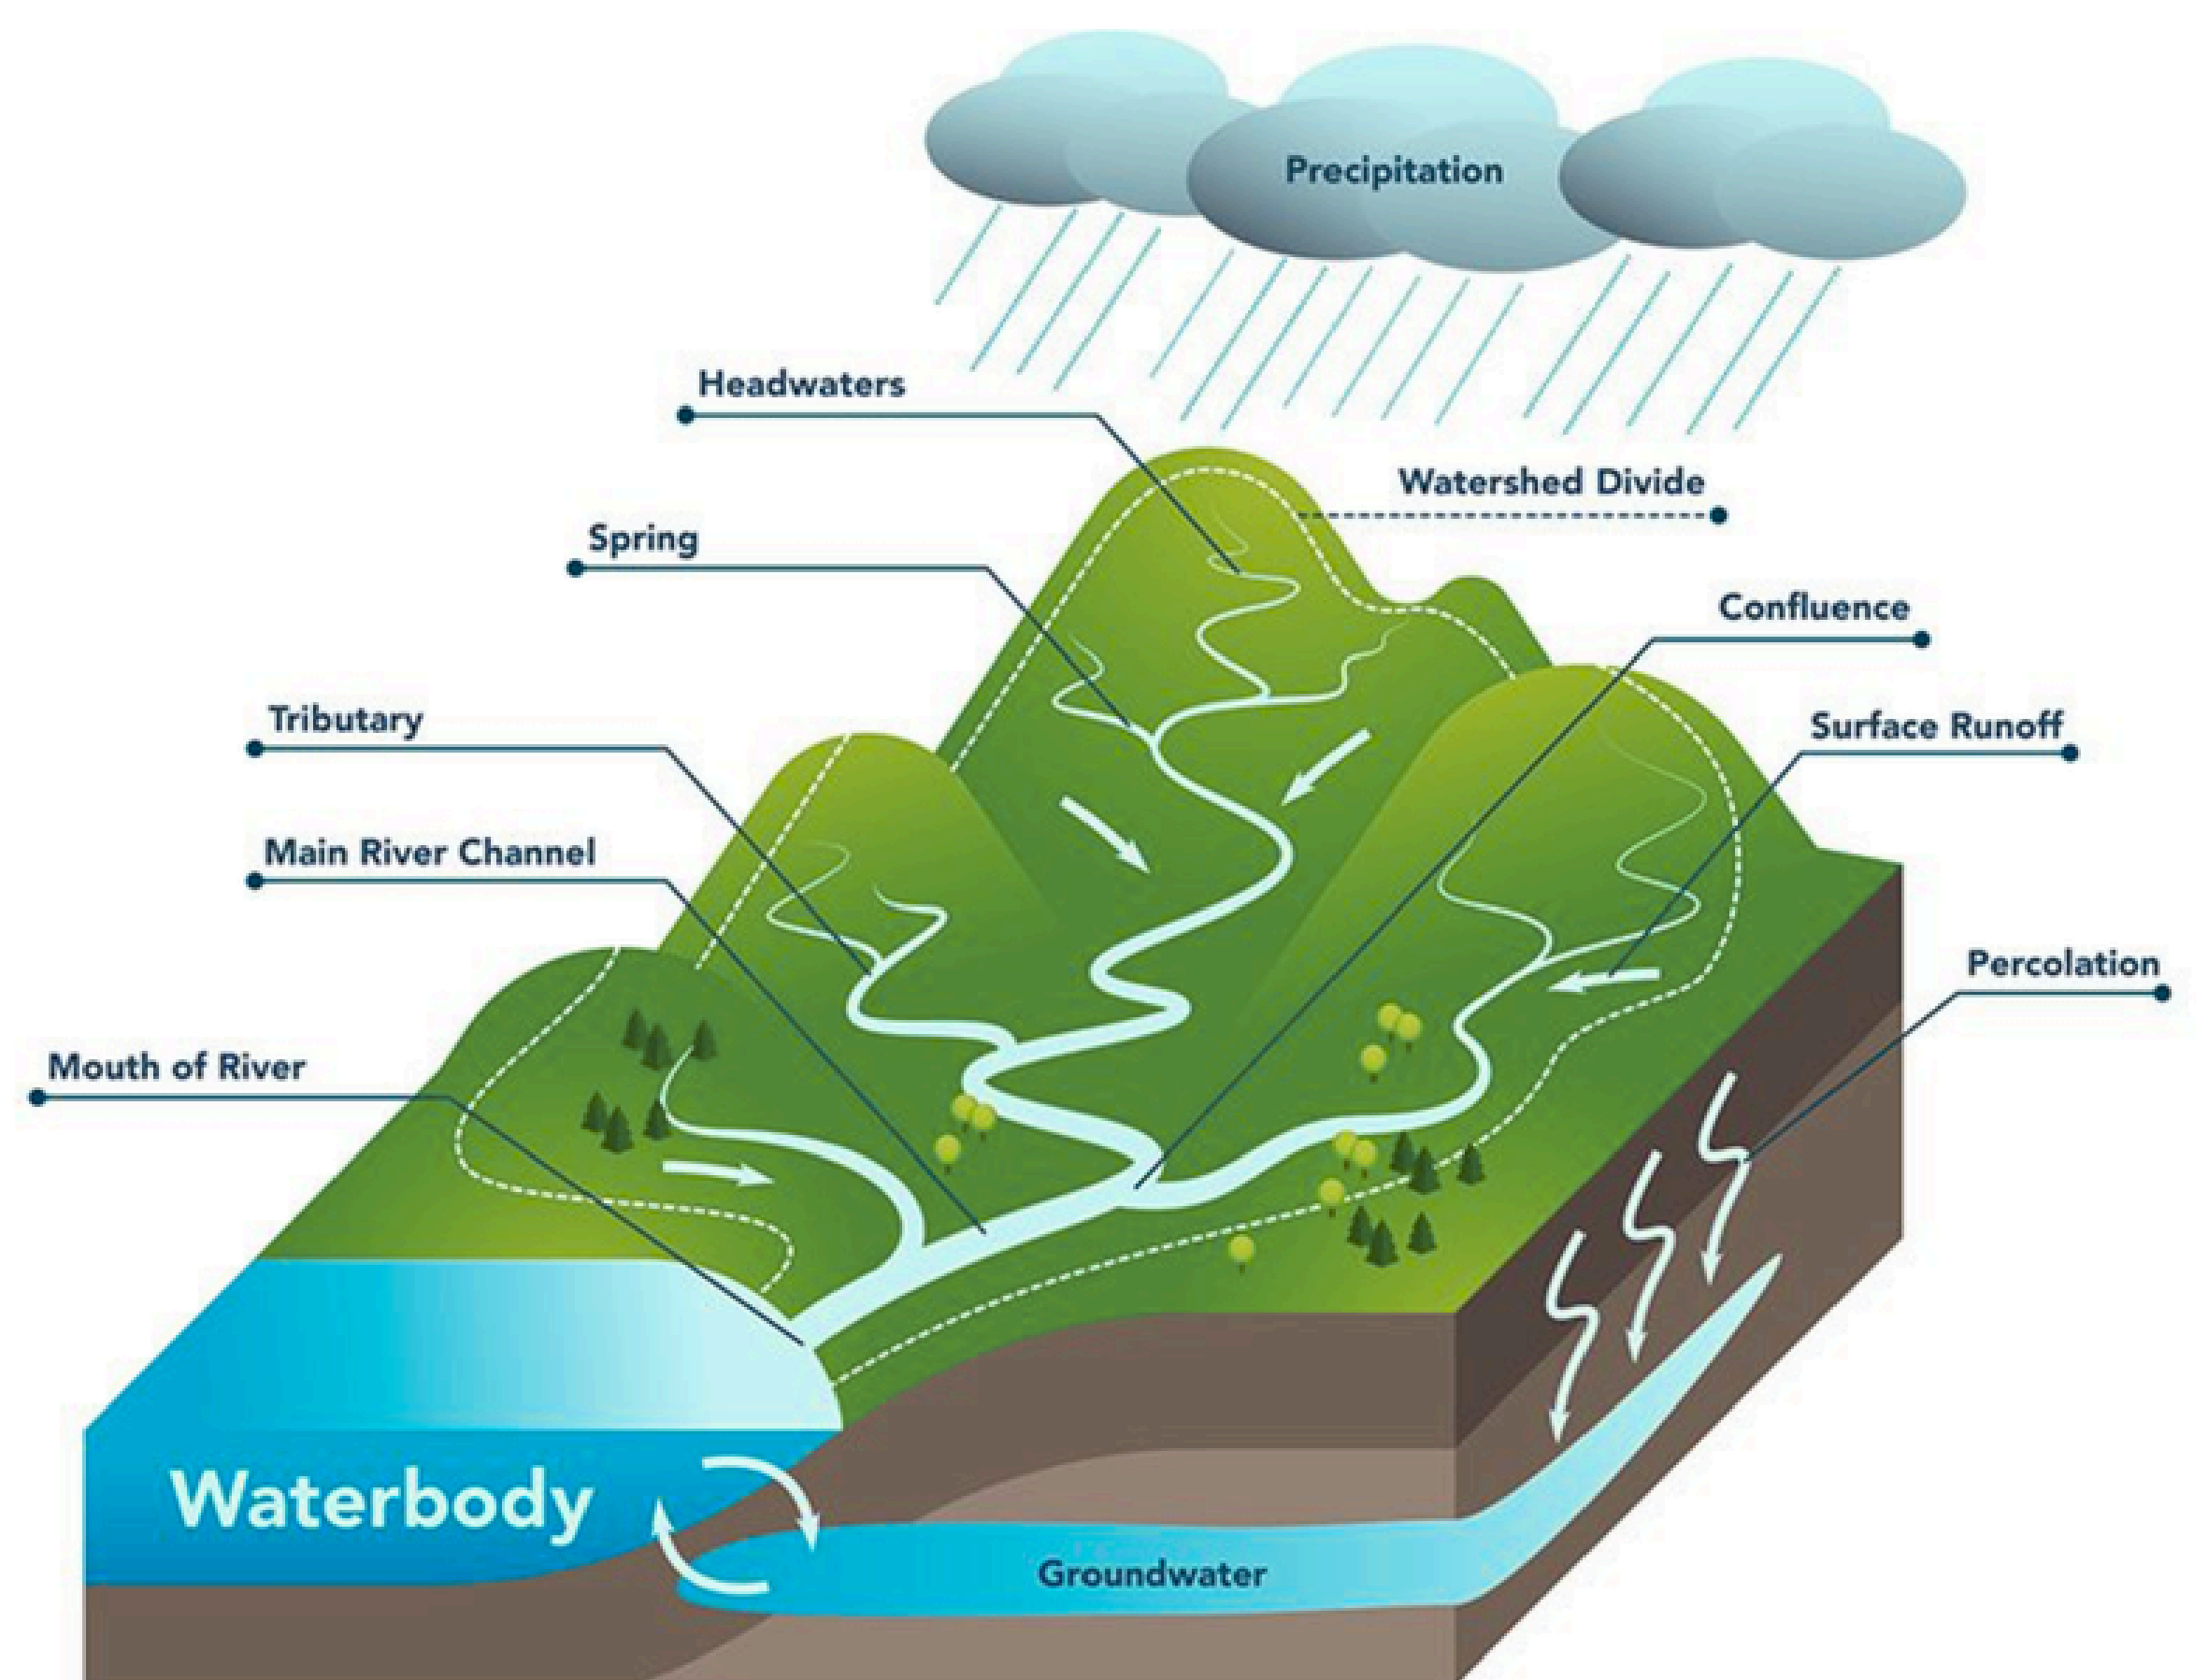 Precipitation
Headwaters
Watershed Divide
Spring
Confluence
Tributary
Surface Runoff
Main River Channel
Percolation
Mouth of River
Waterbody
Groundwater